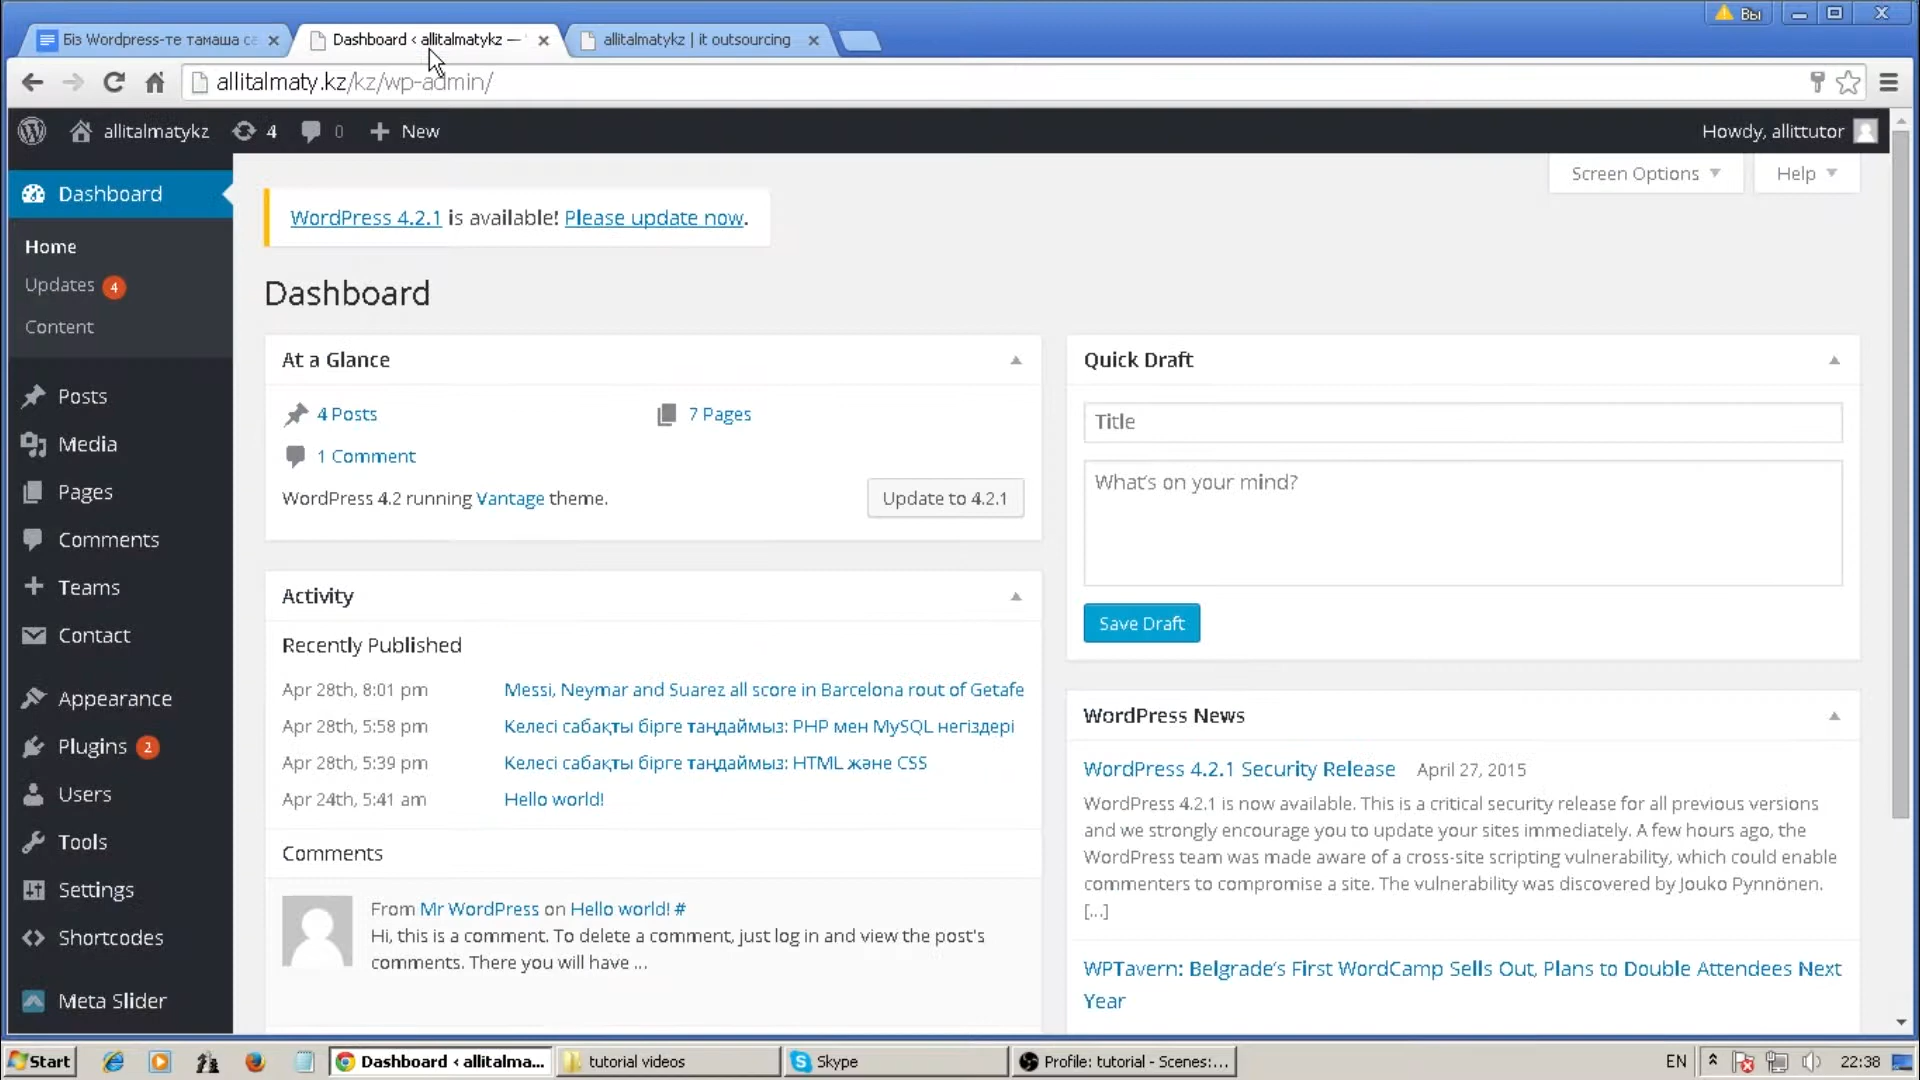 Вы
Біз Wordpress-те тамаша са
Dashboard ‹ allitalmatykz —
allitalmatykz | it outsourcing
allitalmaty.kz/kz/wp-admin/
allitalmatykz
4
0
New
Howdy, allittutor
Dashboard
Home
Updates 4
Content
Posts
Media
Pages
Comments
Teams
Contact
Appearance
Plugins 2
Users
Tools
Settings
Shortcodes
Meta Slider
Screen Options
Help
WordPress 4.2.1 is available! Please update now.
Dashboard
At a Glance
4 Posts
7 Pages
1 Comment
WordPress 4.2 running Vantage theme.
Update to 4.2.1
Activity
Recently Published
Apr 28th, 8:01 pm Messi, Neymar and Suarez all score in Barcelona rout of Getafe
Apr 28th, 5:58 pm Келесі сабақты бірге таңдаймыз: PHP мен MySQL негіздері
Apr 28th, 5:39 pm Келесі сабақты бірге таңдаймыз: HTML және CSS
Apr 24th, 5:41 am Hello world!
Comments
From Mr WordPress on Hello world! #
Hi, this is a comment. To delete a comment, just log in and view the post's
comments. There you will have ...
Quick Draft
Title
What's on your mind?
Save Draft
WordPress News
WordPress 4.2.1 Security Release April 27, 2015
WordPress 4.2.1 is now available. This is a critical security release for all previous versions
and we strongly encourage you to update your sites immediately. A few hours ago, the
WordPress team was made aware of a cross-site scripting vulnerability, which could enable
commenters to compromise a site. The vulnerability was discovered by Jouko Pynnönen.
[...]
WPTavern: Belgrade's First WordCamp Sells Out, Plans to Double Attendees Next
Year
Start
Dashboard ‹ allitalma...
tutorial videos
Skype
Profile: tutorial - Scenes:...
EN
22:38